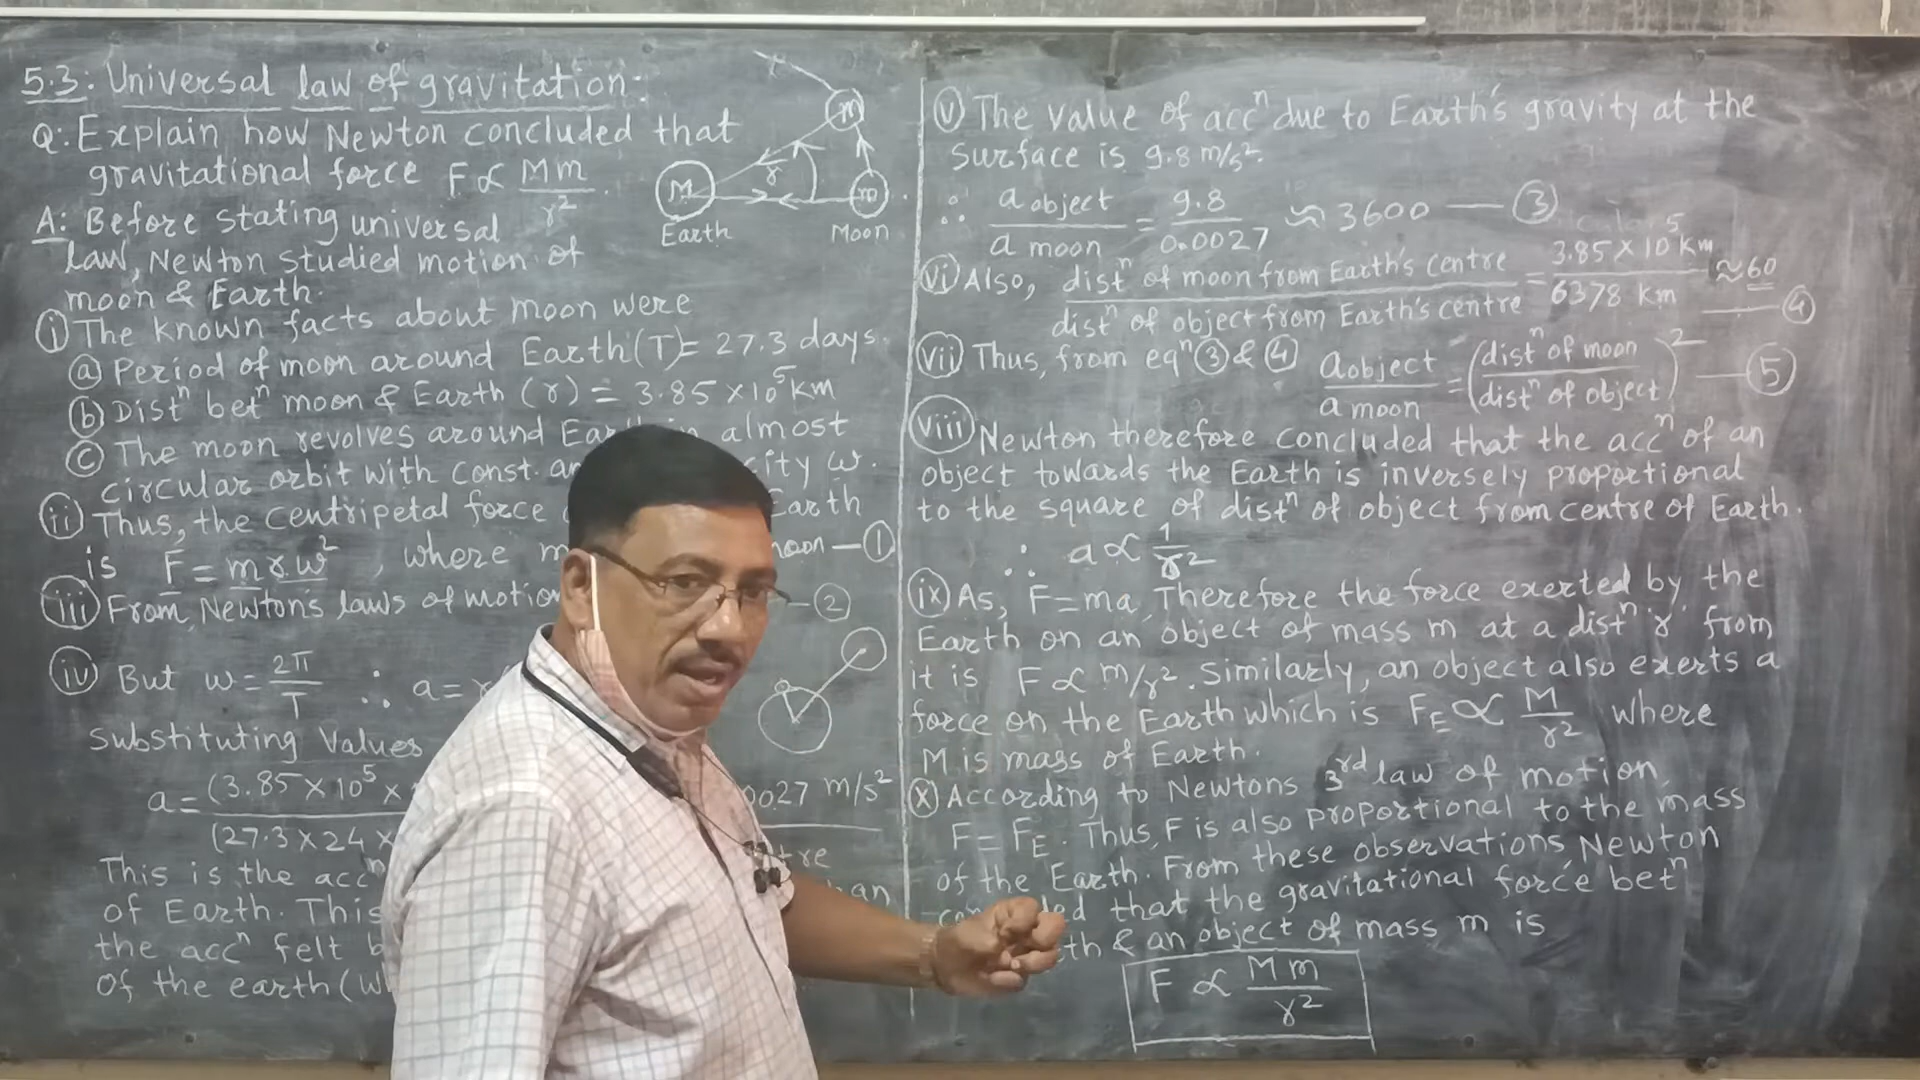 5.3: Universal law of gravitation:
Q: Explain how Newton concluded that
gravitational force F ∝ Mm/r²
A: Before stating universal
law, Newton studied motion of
moon & Earth.
M
m
m
r
Earth
Moon
(i) The known facts about moon were
(a) Period of moon around Earth (T) = 27.3 days.
(b) Distⁿ betⁿ moon & Earth (r) = 3.85 × 10⁵ km
(c) The moon revolves around in almost
circular orbit with const. ω.
(ii) Thus, the centripetal force Earth
is F = mrω², where m — (1)
(iii) From Newton's laws of — (2)
(iv) But ω = 2π/T ∴ a =
Substituting Values
a = (3.85 × 10⁵ × 0027 m/s²
(27.3 × 24 ×
This is the accⁿ
of Earth. This
the accⁿ felt
of the earth (
(v) The value of accⁿ due to Earth's gravity at the
surface is 9.8 m/s².
∴ a object / a moon = 9.8 / 0.0027 ≈ 3600 — (3)
(vi) Also, distⁿ of moon from Earth's centre / distⁿ of object from Earth's centre = 3.85 × 10⁵ km / 6378 km ≈ 60 — (4)
(vii) Thus, from eqⁿ (3) & (4) a object / a moon = (distⁿ of moon / distⁿ of object)² — (5)
(viii) Newton therefore concluded that the accⁿ of an
object towards the Earth is inversely proportional
to the square of distⁿ of object from centre of Earth.
∴ a ∝ 1/r²
(ix) As, F = ma, Therefore the force exerted by the
Earth on an object of mass m at a distⁿ 'r' from
it is F ∝ m/r². Similarly, an object also exerts a
force on the Earth which is F_E ∝ M/r² where
M is mass of Earth.
(x) According to Newtons 3rd law of motion,
F = F_E. Thus, F is also proportional to the mass
of the Earth. From these observations, Newton
that the gravitational force betⁿ
& an object of mass m is
F ∝ Mm/r²